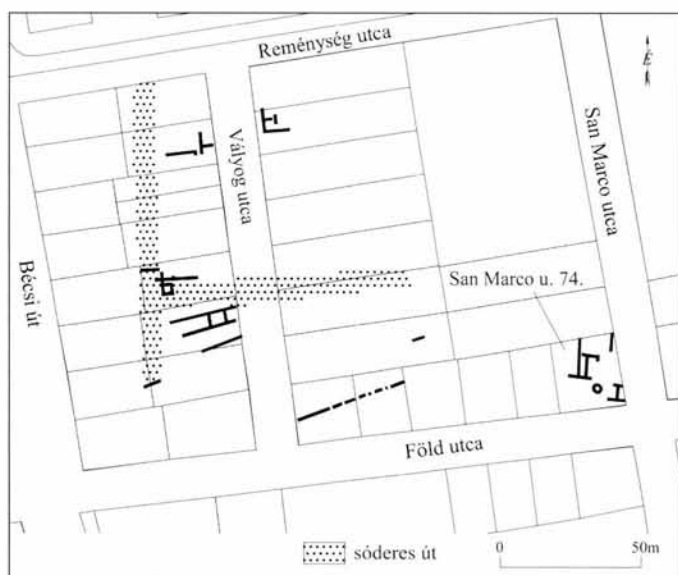 Reménység utca
É
San Marco utca
Vályog utca
Bécsi út
San Marco u. 74.
Föld utca
sóderes út
0
50m